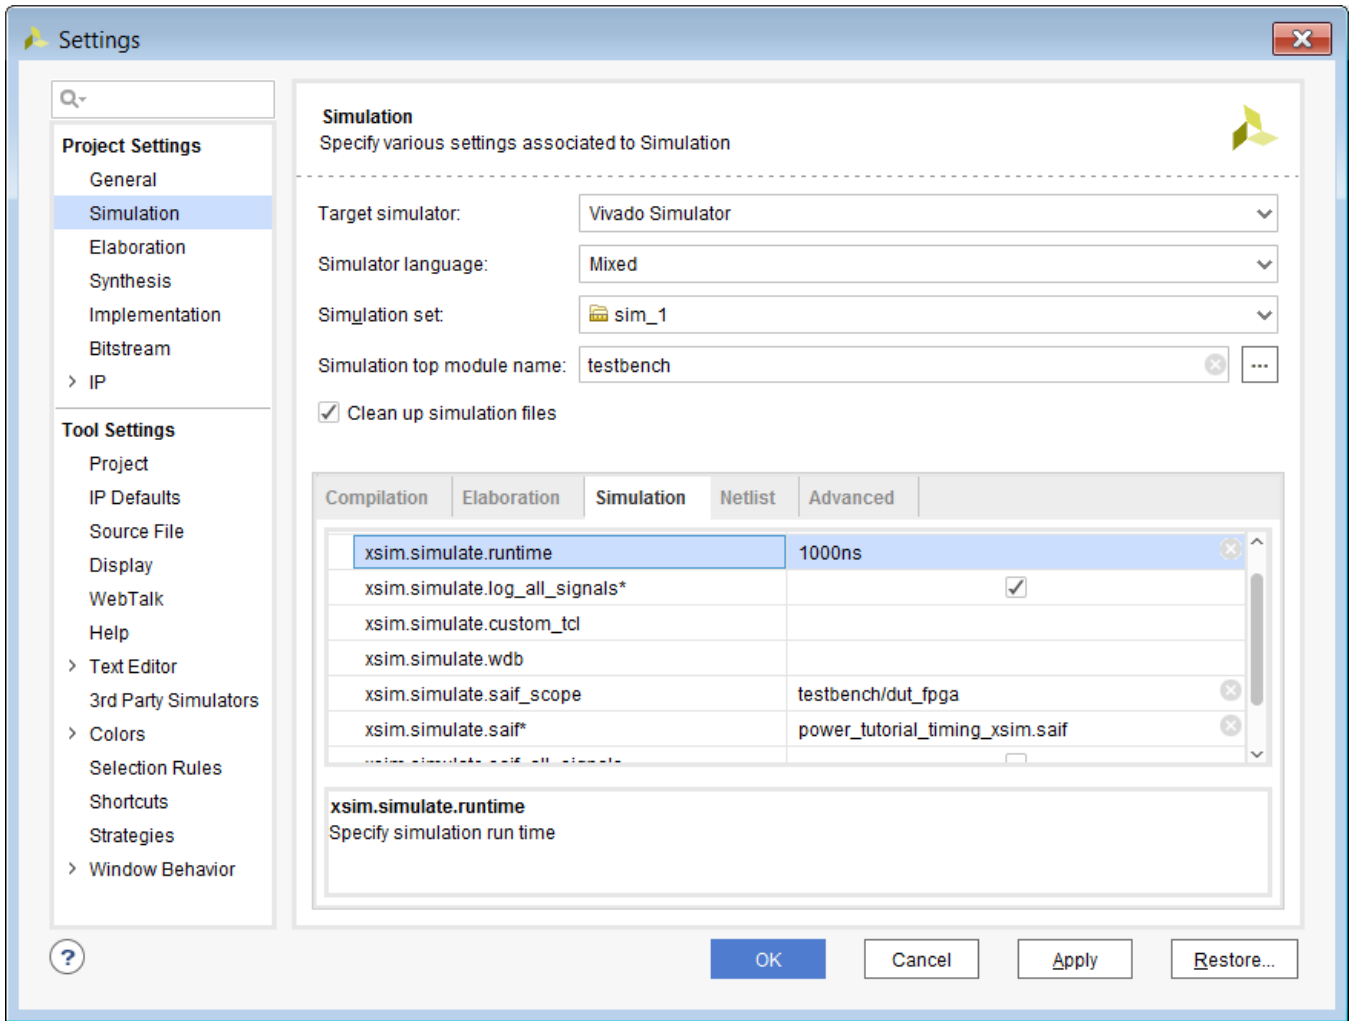 Settings
Project Settings
General
Simulation
Elaboration
Synthesis
Implementation
Bitstream
IP
Tool Settings
Project
IP Defaults
Source File
Display
WebTalk
Help
Text Editor
3rd Party Simulators
Colors
Selection Rules
Shortcuts
Strategies
Window Behavior
Simulation
Specify various settings associated to Simulation
Target simulator: Vivado Simulator
Simulator language: Mixed
Simulation set: sim_1
Simulation top module name: testbench ...
Clean up simulation files
Compilation Elaboration Simulation Netlist Advanced
xsim.simulate.runtime 1000ns
xsim.simulate.log_all_signals*
xsim.simulate.custom_tcl
xsim.simulate.wdb
xsim.simulate.saif_scope testbench/dut_fpga
xsim.simulate.saif* power_tutorial_timing_xsim.saif
xsim.simulate.saif_all_signals
xsim.simulate.runtime
Specify simulation run time
? OK Cancel Apply Restore...